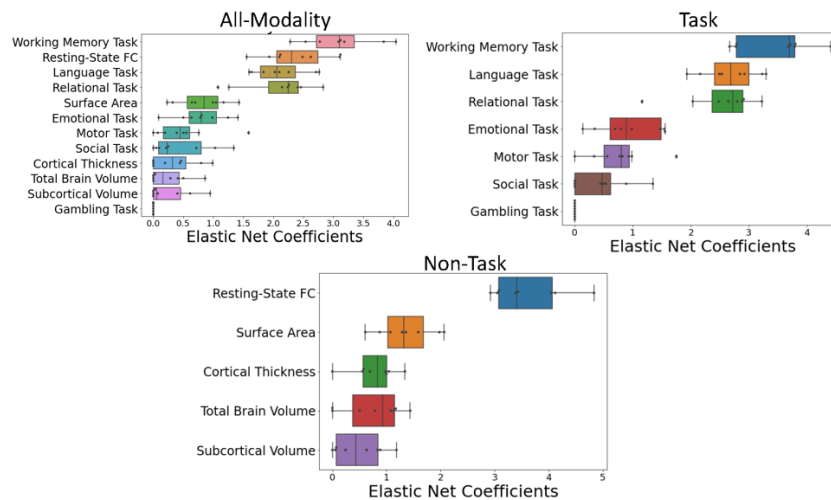 All-Modality
Working Memory Task
Resting-State FC
Language Task
Relational Task
Surface Area
Emotional Task
Motor Task
Social Task
Cortical Thickness
Total Brain Volume
Subcortical Volume
Gambling Task
0.0 0.5 1.0 1.5 2.0 2.5 3.0 3.5 4.0
Elastic Net Coefficients
Task
Working Memory Task
Language Task
Relational Task
Emotional Task
Motor Task
Social Task
Gambling Task
0 1 2 3 4
Elastic Net Coefficients
Non-Task
Resting-State FC
Surface Area
Cortical Thickness
Total Brain Volume
Subcortical Volume
0 1 2 3 4 5
Elastic Net Coefficients